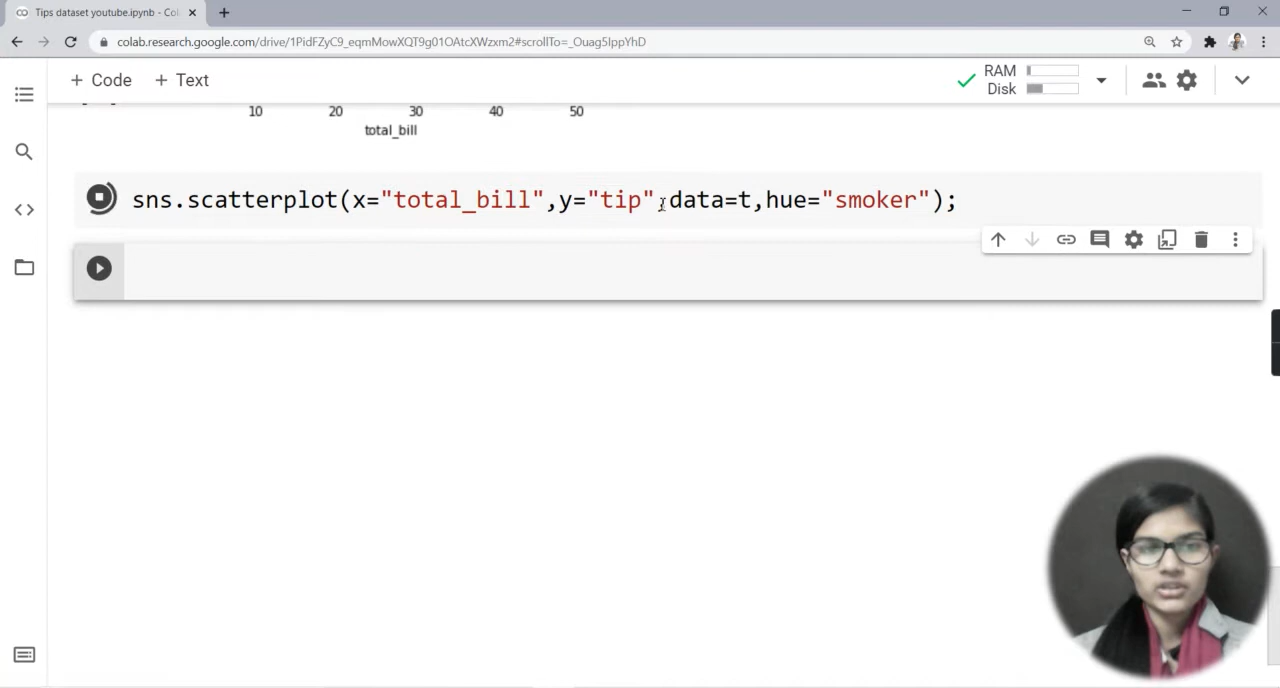 Tips dataset youtube.ipynb - Col
colab.research.google.com/drive/1PidFZyC9_eqmMowXQT9g01OAtcXWzxm2#scrollTo=_Ouag5IppYhD
+ Code + Text
RAM
Disk
10 20 30 40 50
total_bill
sns.scatterplot(x="total_bill",y="tip",data=t,hue="smoker");